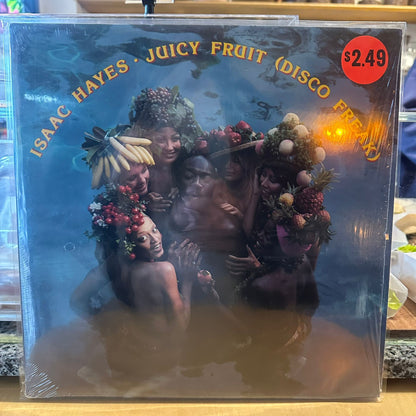 ISAAC HAYES · JUICY FRUIT (DISCO FREAK)
$2.49